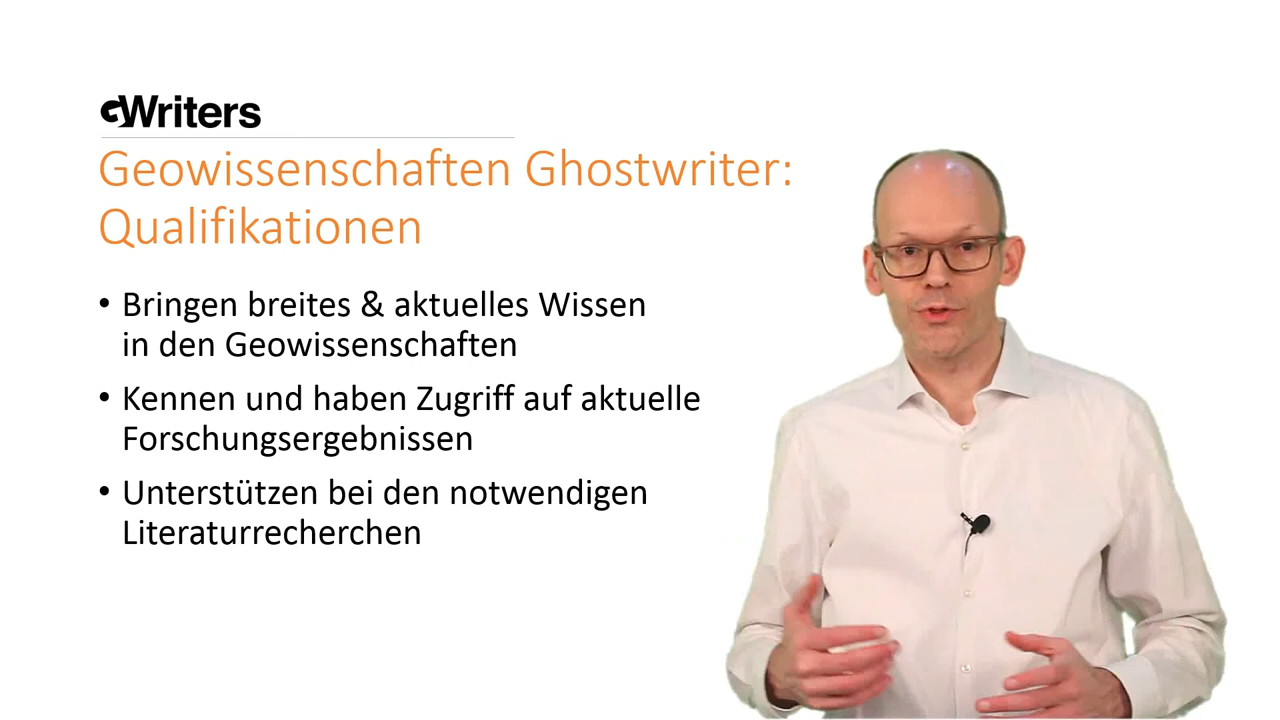 GWriters
Geowissenschaften Ghostwriter:
Qualifikationen
• Bringen breites & aktuelles Wissen
in den Geowissenschaften
• Kennen und haben Zugriff auf aktuelle
Forschungsergebnissen
• Unterstützen bei den notwendigen
Literaturrecherchen